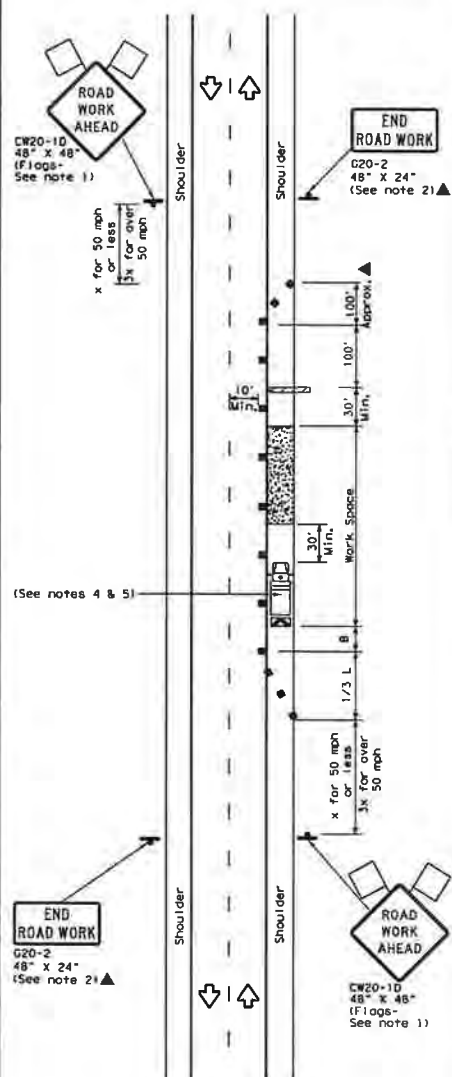 ROAD
WORK
AHEAD
CW20-1D
48" X 48"
(Flags-
See note 1)
x for 50 mph
or less
3x for over
50 mph
Shoulder
Shoulder
END
ROAD WORK
G20-2
48" X 24"
(See note 2)▲
100'
Approx.
100'
30'
Min.
10'
Min.
Work Space
30'
Min.
(See notes 4 & 5)
B
1/3 L
x for 50 mph
or less
3x for over
50 mph
Shoulder
Shoulder
END
ROAD WORK
G20-2
48" X 24"
(See note 2)▲
ROAD
WORK
AHEAD
CW20-1D
48" X 48"
(Flags-
See note 1)